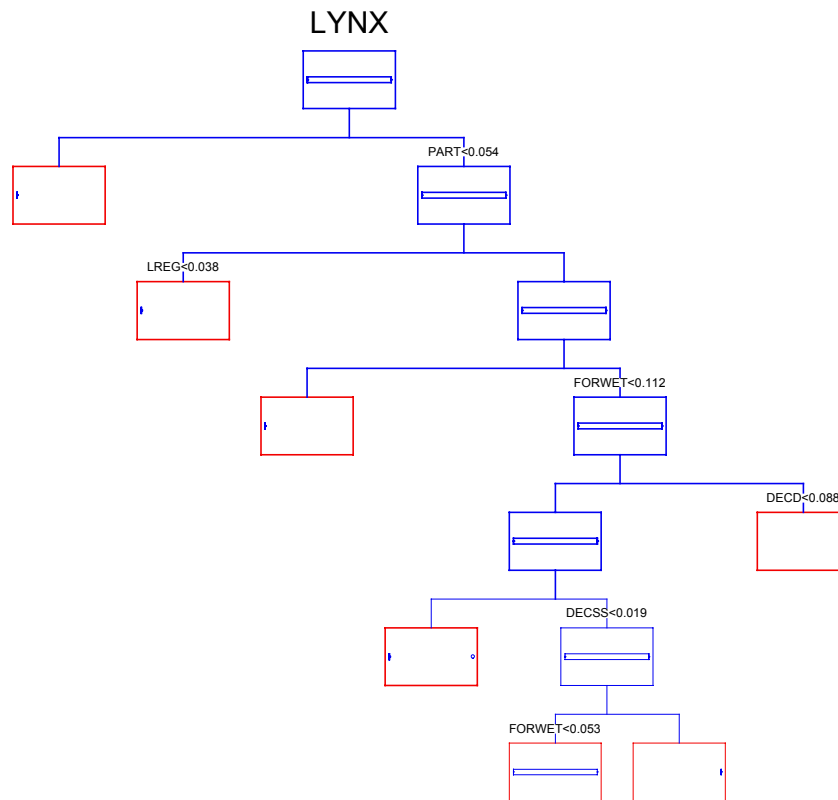 LYNX
PART<0.054
LREG<0.038
FORWET<0.112
DECD<0.088
DECSS<0.019
FORWET<0.053